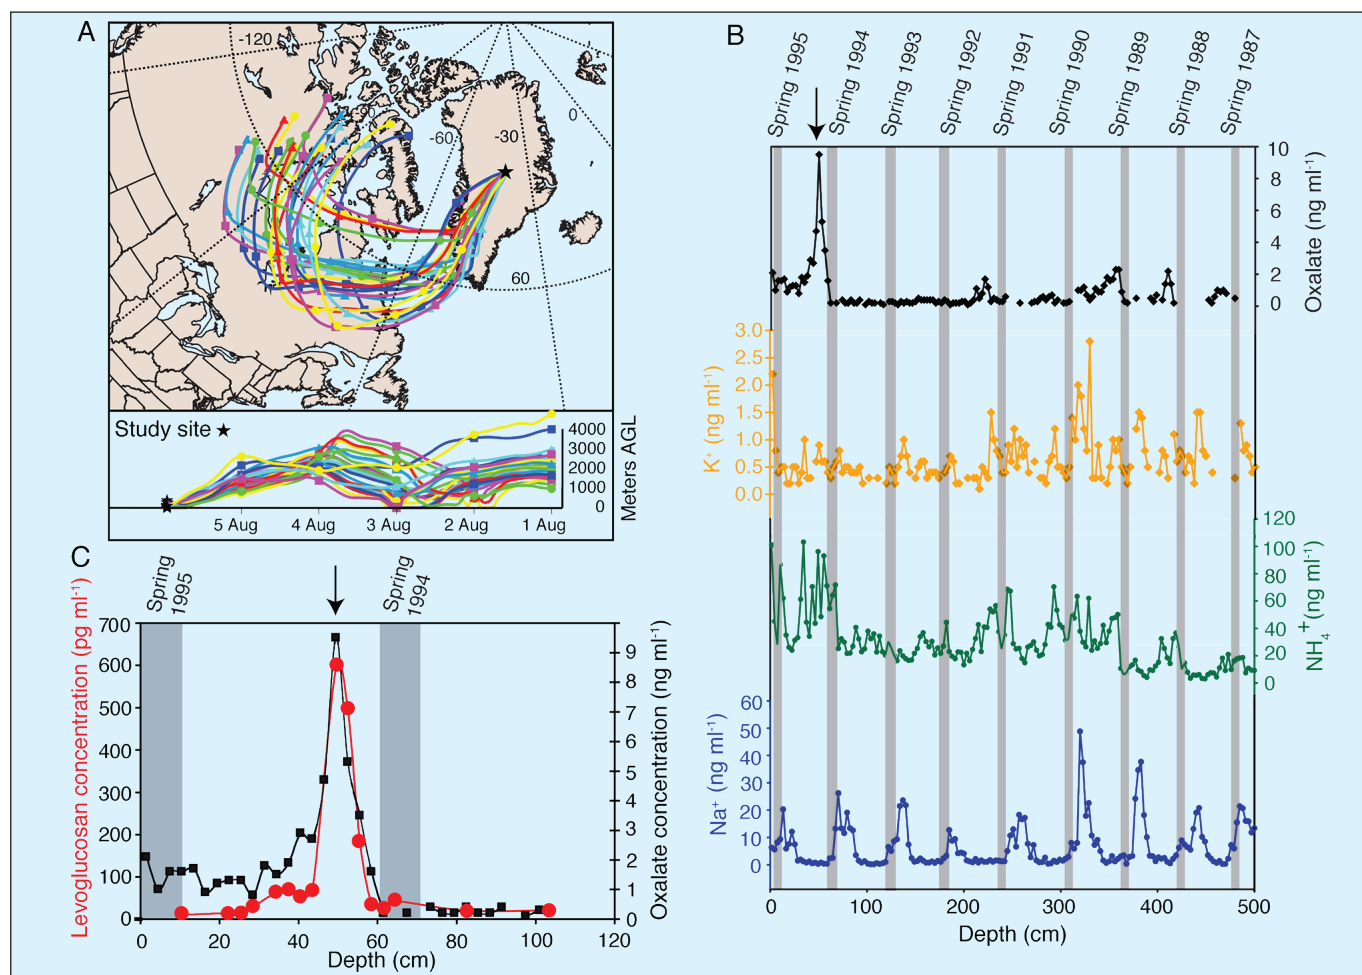 A
-120
0
-60
-30
0
60
Study site
4000
3000
2000
1000
0
Meters AGL
5 Aug
4 Aug
3 Aug
2 Aug
1 Aug
B
Spring 1995
Spring 1994
Spring 1993
Spring 1992
Spring 1991
Spring 1990
Spring 1989
Spring 1988
Spring 1987
10
8
6
4
2
0
Oxalate (ng ml-1)
3.0
2.5
2.0
1.5
1.0
0.5
0.0
K+ (ng ml-1)
120
100
80
60
40
20
0
NH4+ (ng ml-1)
60
50
40
30
20
10
0
Na+ (ng ml-1)
0
100
200
300
400
500
Depth (cm)
C
Spring
1995
Spring
1994
700
600
500
400
300
200
100
0
Levoglucosan concentration (pg ml-1)
9
8
7
6
5
4
3
2
1
0
Oxalate concentration (ng ml-1)
0
20
40
60
80
100
120
Depth (cm)